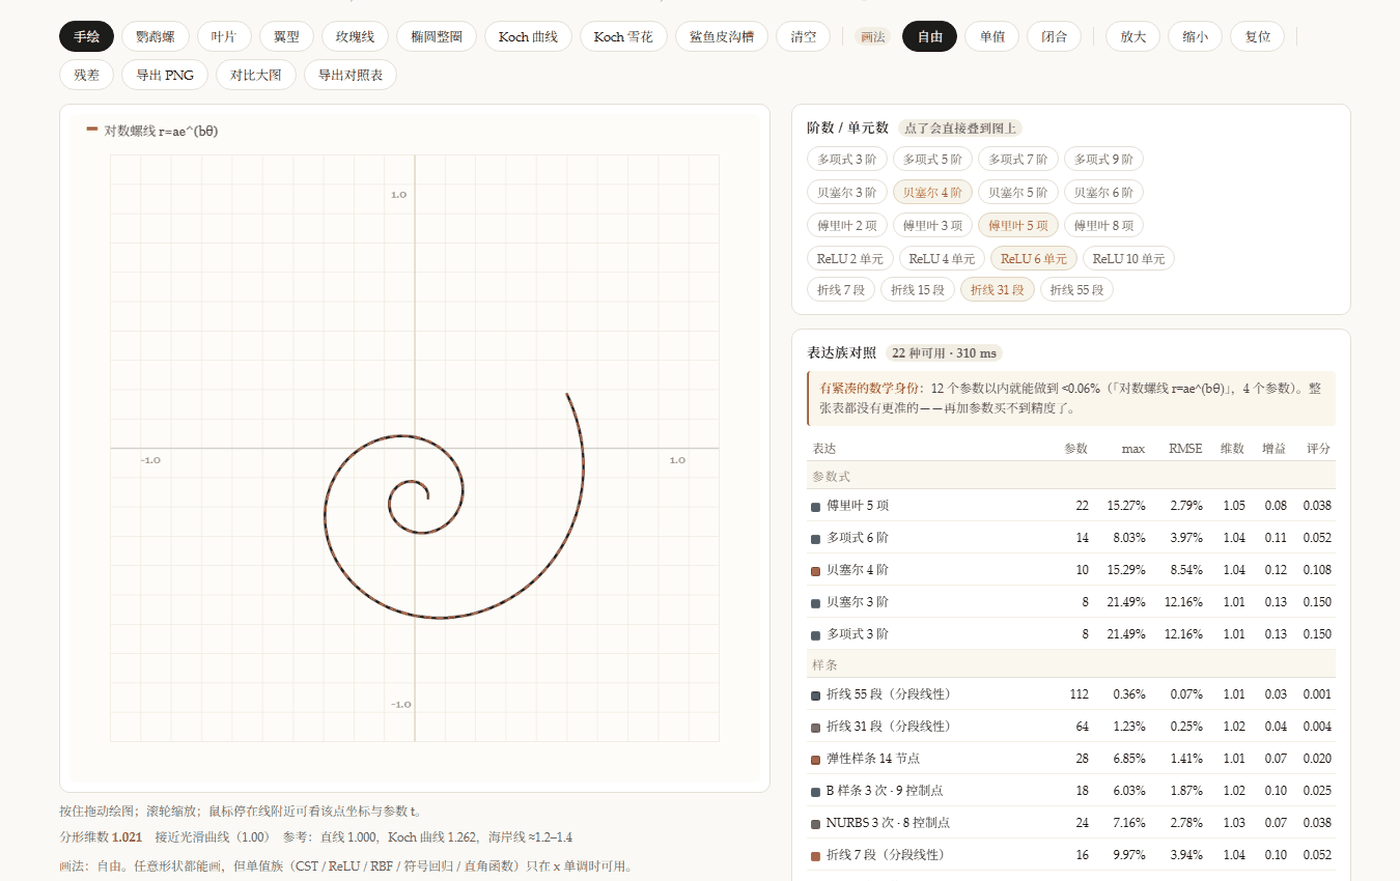 手绘 鹦鹉螺 叶片 翼型 玫瑰线 椭圆整圈 Koch 曲线 Koch 雪花 鲨鱼皮沟槽 清空 画法 自由 单值 闭合 放大 缩小 复位
残差 导出 PNG 对比大图 导出对照表
对数螺线 r=ae^(bθ)
1.0
-1.0
1.0
-1.0
按住拖动绘图；滚轮缩放；鼠标停在线附近可看该点坐标与参数 t。
分形维数 1.021 接近光滑曲线（1.00） 参考：直线 1.000，Koch 曲线 1.262，海岸线 ≈1.2–1.4
画法：自由。任意形状都能画，但单值族（CST / ReLU / RBF / 符号回归 / 直角函数）只在 x 单调时可用。
阶数 / 单元数 点了会直接叠到图上
多项式 3 阶 多项式 5 阶 多项式 7 阶 多项式 9 阶
贝塞尔 3 阶 贝塞尔 4 阶 贝塞尔 5 阶 贝塞尔 6 阶
傅里叶 2 项 傅里叶 3 项 傅里叶 5 项 傅里叶 8 项
ReLU 2 单元 ReLU 4 单元 ReLU 6 单元 ReLU 10 单元
折线 7 段 折线 15 段 折线 31 段 折线 55 段
表达族对照 22 种可用 · 310 ms
有紧凑的数学身份：12 个参数以内就能做到 <0.06%（「对数螺线 r=ae^(bθ)」，4 个参数）。整
张表都没有更准的——再加参数买不到精度了。
表达 参数 max RMSE 维数 增益 评分
参数式
傅里叶 5 项 22 15.27% 2.79% 1.05 0.08 0.038
多项式 6 阶 14 8.03% 3.97% 1.04 0.11 0.052
贝塞尔 4 阶 10 15.29% 8.54% 1.04 0.12 0.108
贝塞尔 3 阶 8 21.49% 12.16% 1.01 0.13 0.150
多项式 3 阶 8 21.49% 12.16% 1.01 0.13 0.150
样条
折线 55 段（分段线性） 112 0.36% 0.07% 1.01 0.03 0.001
折线 31 段（分段线性） 64 1.23% 0.25% 1.02 0.04 0.004
弹性样条 14 节点 28 6.85% 1.41% 1.01 0.07 0.020
B 样条 3 次 · 9 控制点 18 6.03% 1.87% 1.02 0.10 0.025
NURBS 3 次 · 8 控制点 24 7.16% 2.78% 1.03 0.07 0.038
折线 7 段（分段线性） 16 9.97% 3.94% 1.04 0.10 0.052